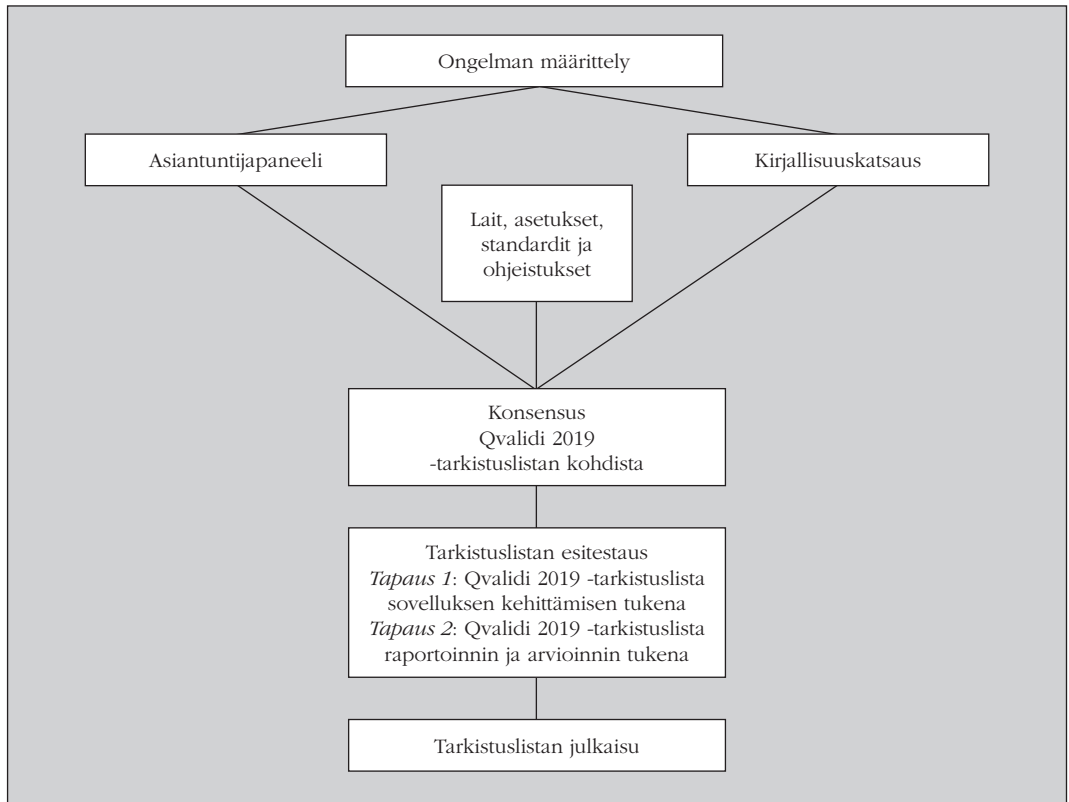 Ongelman määrittely
Asiantuntijapaneeli
Kirjallisuuskatsaus
Lait, asetukset,
standardit ja
ohjeistukset
Konsensus
Qvalidi 2019
-tarkistuslistan kohdista
Tarkistuslistan esitestaus
Tapaus 1: Qvalidi 2019 -tarkistuslista
sovelluksen kehittämisen tukena
Tapaus 2: Qvalidi 2019 -tarkistuslista
raportoinnin ja arvioinnin tukena
Tarkistuslistan julkaisu